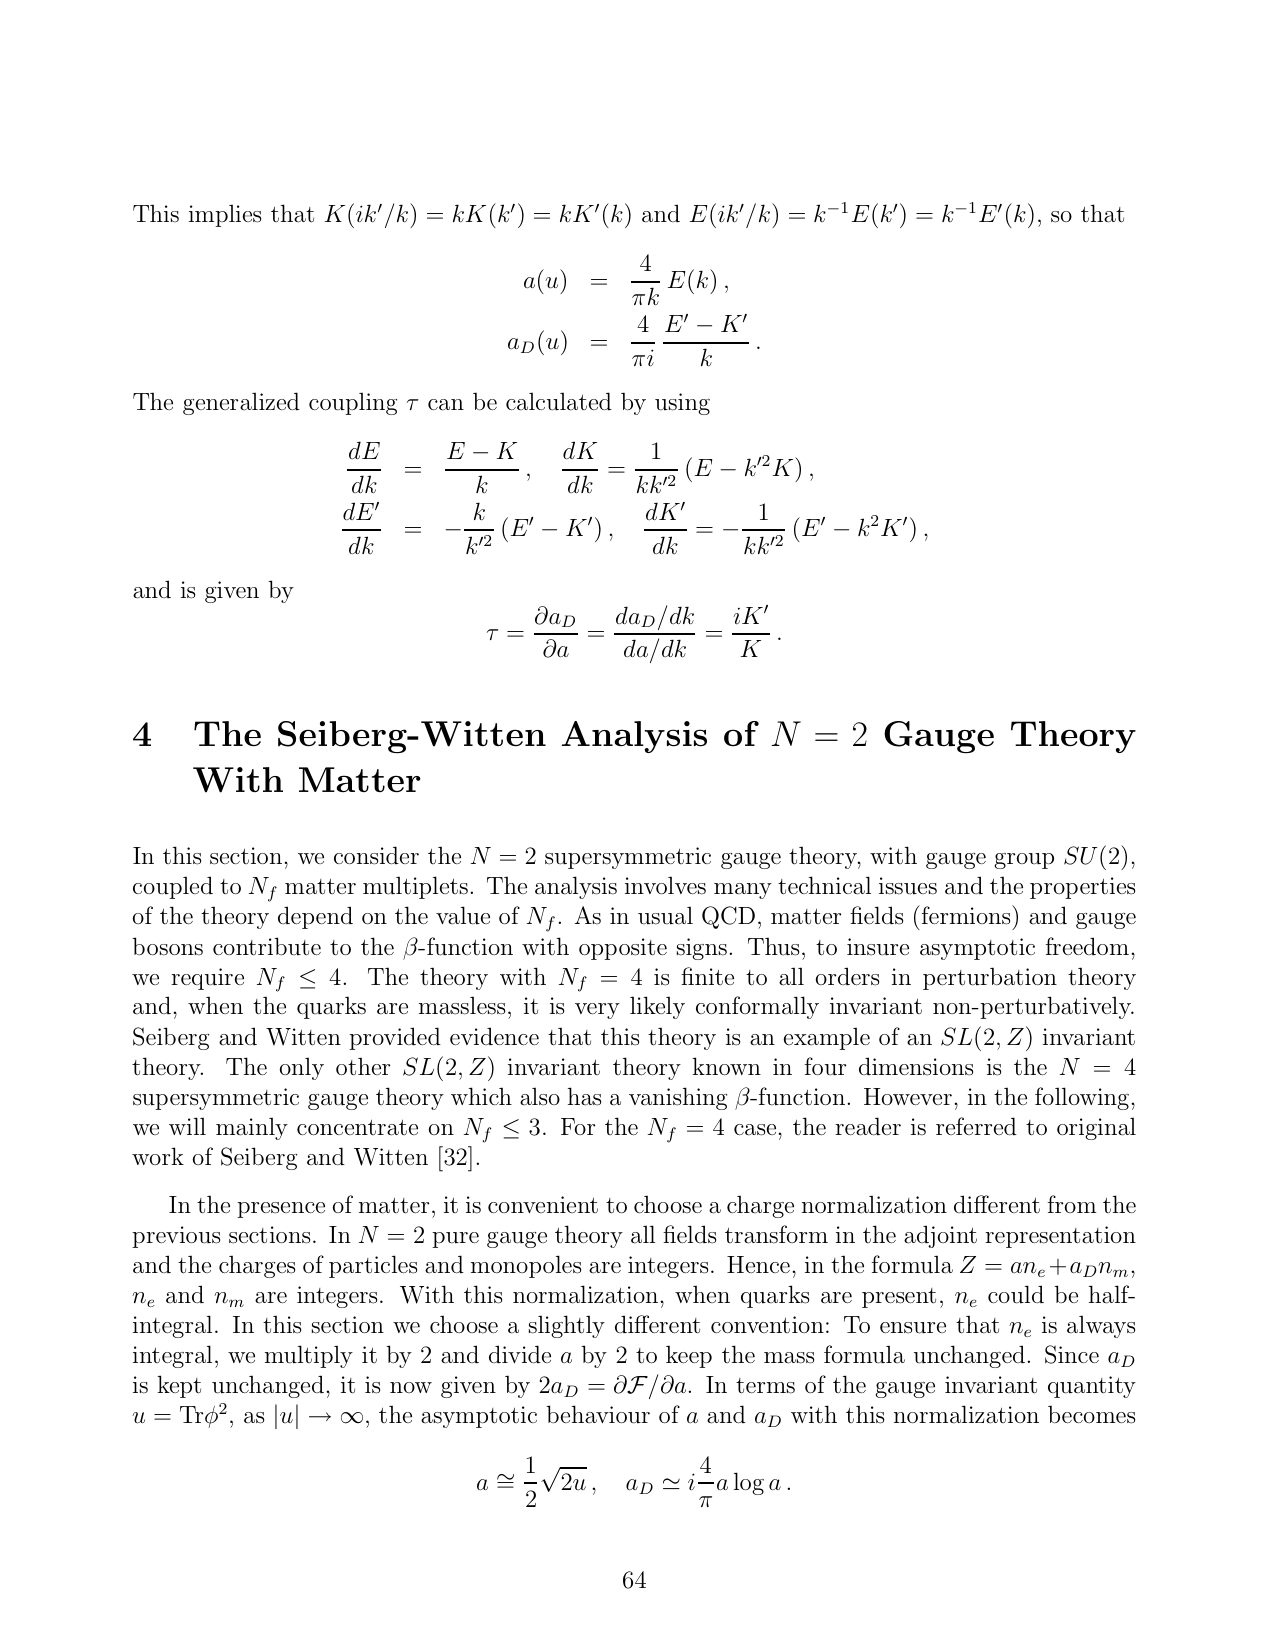 This implies that K(ik′/k) = kK(k′) = kK′(k) and E(ik′/k) = k⁻¹E(k′) = k⁻¹E′(k), so that
a(u) = 4/(πk) E(k) ,
a_D(u) = 4/(πi) (E′ − K′)/k .
The generalized coupling τ can be calculated by using
dE/dk = (E − K)/k , dK/dk = 1/(kk′²) (E − k′²K) ,
dE′/dk = −k/k′² (E′ − K′) , dK′/dk = −1/(kk′²) (E′ − k²K′) ,
and is given by
τ = ∂a_D/∂a = (da_D/dk)/(da/dk) = iK′/K .
4 The Seiberg-Witten Analysis of N = 2 Gauge Theory
With Matter
In this section, we consider the N = 2 supersymmetric gauge theory, with gauge group SU(2),
coupled to N_f matter multiplets. The analysis involves many technical issues and the properties
of the theory depend on the value of N_f. As in usual QCD, matter fields (fermions) and gauge
bosons contribute to the β-function with opposite signs. Thus, to insure asymptotic freedom,
we require N_f ≤ 4. The theory with N_f = 4 is finite to all orders in perturbation theory
and, when the quarks are massless, it is very likely conformally invariant non-perturbatively.
Seiberg and Witten provided evidence that this theory is an example of an SL(2, Z) invariant
theory. The only other SL(2, Z) invariant theory known in four dimensions is the N = 4
supersymmetric gauge theory which also has a vanishing β-function. However, in the following,
we will mainly concentrate on N_f ≤ 3. For the N_f = 4 case, the reader is referred to original
work of Seiberg and Witten [32].
In the presence of matter, it is convenient to choose a charge normalization different from the
previous sections. In N = 2 pure gauge theory all fields transform in the adjoint representation
and the charges of particles and monopoles are integers. Hence, in the formula Z = an_e+a_Dn_m,
n_e and n_m are integers. With this normalization, when quarks are present, n_e could be half-
integral. In this section we choose a slightly different convention: To ensure that n_e is always
integral, we multiply it by 2 and divide a by 2 to keep the mass formula unchanged. Since a_D
is kept unchanged, it is now given by 2a_D = ∂ℱ/∂a. In terms of the gauge invariant quantity
u = Trϕ², as |u| → ∞, the asymptotic behaviour of a and a_D with this normalization becomes
a ≅ 1/2 √(2u) , a_D ≃ i 4/π a log a .
64